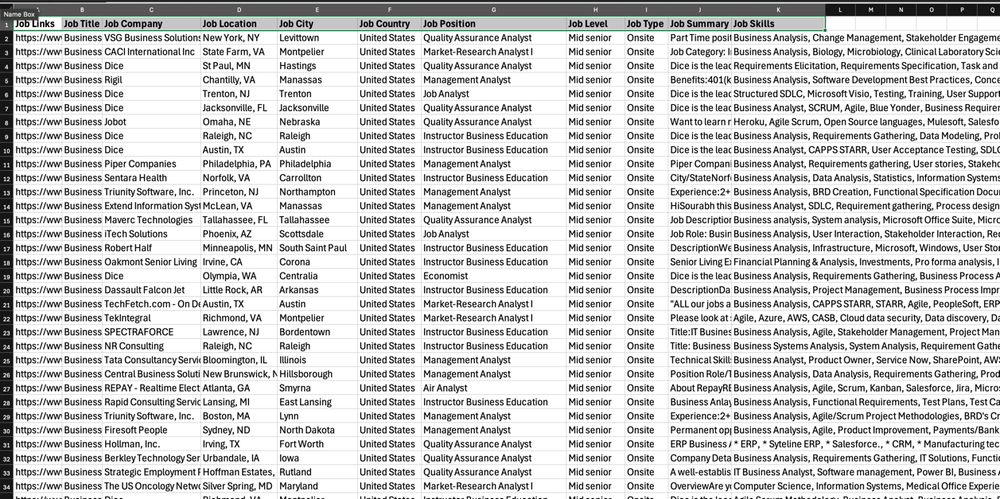 A B C D E F G H I J K L M N O P Q
Name Box
1 Job Links Job Title Job Company Job Location Job City Job Country Job Position Job Level Job Type Job Summary Job Skills
2 https://ww Business VSG Business Solutions New York, NY Levittown United States Quality Assurance Analyst Mid senior Onsite Part Time posit Business Analysis, Change Management, Stakeholder Engageme
3 https://ww Business CACI International Inc State Farm, VA Montpelier United States Market-Research Analyst I Mid senior Onsite Job Category: I Business Analysis, Biology, Microbiology, Clinical Laboratory Scie
4 https://ww Business Dice St Paul, MN Hastings United States Quality Assurance Analyst Mid senior Onsite Dice is the lead Requirements Elicitation, Requirements Specification, Task and
5 https://ww Business Rigil Chantilly, VA Manassas United States Management Analyst Mid senior Onsite Benefits:401(k Business Analysis, Software Development Best Practices, Conce
6 https://ww Business Dice Trenton, NJ Trenton United States Job Analyst Mid senior Onsite Dice is the lead Structured SDLC, Microsoft Visio, Testing, Training, User Support
7 https://ww Business Dice Jacksonville, FL Jacksonville United States Quality Assurance Analyst Mid senior Onsite Dice is the lead Business Analyst, SCRUM, Agile, Blue Yonder, Business Requirem
8 https://ww Business Jobot Omaha, NE Nebraska United States Quality Assurance Analyst Mid senior Onsite Want to learn r Heroku, Agile Scrum, Open Source languages, Mulesoft, Salesfo
9 https://ww Business Dice Raleigh, NC Raleigh United States Instructor Business Education Mid senior Onsite Dice is the lead Business Analysis, Requirements Gathering, Data Modeling, Pro
10 https://ww Business Dice Austin, TX Austin United States Instructor Business Education Mid senior Onsite Dice is the lead Business Analyst, CAPPS STARR, User Acceptance Testing, SDLC
11 https://ww Business Piper Companies Philadelphia, PA Philadelphia United States Management Analyst Mid senior Onsite Piper Compani Business Analyst, Requirements gathering, User stories, Stakeho
12 https://ww Business Sentara Health Norfolk, VA Carrollton United States Instructor Business Education Mid senior Onsite City/StateNorf Business Analysis, Data Analysis, Statistics, Information Systems
13 https://ww Business Triunity Software, Inc. Princeton, NJ Northampton United States Management Analyst Mid senior Onsite Experience:2+ Business Analysis, BRD Creation, Functional Specification Docu
14 https://ww Business Extend Information Syst McLean, VA Manassas United States Management Analyst Mid senior Onsite HiSourabh this Business Analyst, SDLC, Requirement gathering, Process design
15 https://ww Business Maverc Technologies Tallahassee, FL Tallahassee United States Quality Assurance Analyst Mid senior Onsite Job Description Business analysis, System analysis, Microsoft Office Suite, Micro
16 https://ww Business iTech Solutions Phoenix, AZ Scottsdale United States Job Analyst Mid senior Onsite Job Role: Busin Business Analysis, User Interaction, Stakeholder Interaction, Rec
17 https://ww Business Robert Half Minneapolis, MN South Saint Paul United States Instructor Business Education Mid senior Onsite DescriptionWe Business Analysis, Infrastructure, Microsoft, Windows, User Stor
18 https://ww Business Oakmont Senior Living Irvine, CA Corona United States Instructor Business Education Mid senior Onsite Senior Living E Financial Planning & Analysis, Investments, Pro forma analysis, I
19 https://ww Business Dice Olympia, WA Centralia United States Economist Mid senior Onsite Dice is the lead Business Analysis, Requirements Gathering, Business Process A
20 https://ww Business Dassault Falcon Jet Little Rock, AR Arkansas United States Instructor Business Education Mid senior Onsite DescriptionDa Business Analysis, Project Management, Business Process Impr
21 https://ww Business TechFetch.com - On De Austin, TX Austin United States Market-Research Analyst I Mid senior Onsite "ALL our jobs a Business Analyst, CAPPS STARR, STARR, Agile, PeopleSoft, ERP
22 https://ww Business TekIntegral Richmond, VA Montpelier United States Market-Research Analyst I Mid senior Onsite Please look at Agile, Azure, AWS, CASB, Cloud data security, Data discovery, Da
23 https://ww Business SPECTRAFORCE Lawrence, NJ Bordentown United States Instructor Business Education Mid senior Onsite Title:IT Busines Business Analysis, Agile, Stakeholder Management, Project Man
24 https://ww Business NR Consulting Raleigh, NC Raleigh United States Instructor Business Education Mid senior Onsite Title: Business Business Systems Analysis, System Analysis, Requirement Gathe
25 https://ww Business Tata Consultancy Servic Bloomington, IL Illinois United States Management Analyst Mid senior Onsite Technical Skills Business Analyst, Product Owner, Service Now, SharePoint, AWS
26 https://ww Business Central Business Soluti New Brunswick, N Hillsborough United States Management Analyst Mid senior Onsite Position Role/T Business Analysis, Data Analysis, Requirements Gathering, Prod
27 https://ww Business REPAY - Realtime Elect Atlanta, GA Smyrna United States Air Analyst Mid senior Onsite About RepayRE Business Analysis, Agile, Scrum, Kanban, Salesforce, Jira, Micros
28 https://ww Business Rapid Consulting Servic Lansing, MI East Lansing United States Quality Assurance Analyst Mid senior Onsite Business Anlay Business Analysis, Functional Requirements, Test Plans, Test Ca
29 https://ww Business Triunity Software, Inc. Boston, MA Lynn United States Management Analyst Mid senior Onsite Experience:2+ Business Analysis, Agile/Scrum Project Methodologies, BRD's Cr
30 https://ww Business Firesoft People Sydney, ND North Dakota United States Management Analyst Mid senior Onsite Permanent opp Business Analysis, Agile, Product Improvement, Payments/Bank
31 https://ww Business Hollman, Inc. Irving, TX Fort Worth United States Quality Assurance Analyst Mid senior Onsite ERP Business A * ERP, * Syteline ERP, * Salesforce., * CRM, * Manufacturing tec
32 https://ww Business Berkley Technology Ser Urbandale, IA Iowa United States Quality Assurance Analyst Mid senior Onsite Company Deta Business Analysis, Requirements Gathering, IT Solutions, Functio
33 https://ww Business Strategic Employment P Hoffman Estates, Rutland United States Quality Assurance Analyst Mid senior Onsite A well-establis IT Business Analyst, Software management, Power BI, Business A
34 https://ww Business The US Oncology Netwo Silver Spring, MD Maryland United States Market-Research Analyst I Mid senior Onsite OverviewAre yo Computer Science, Information Systems, Medical Office Experie